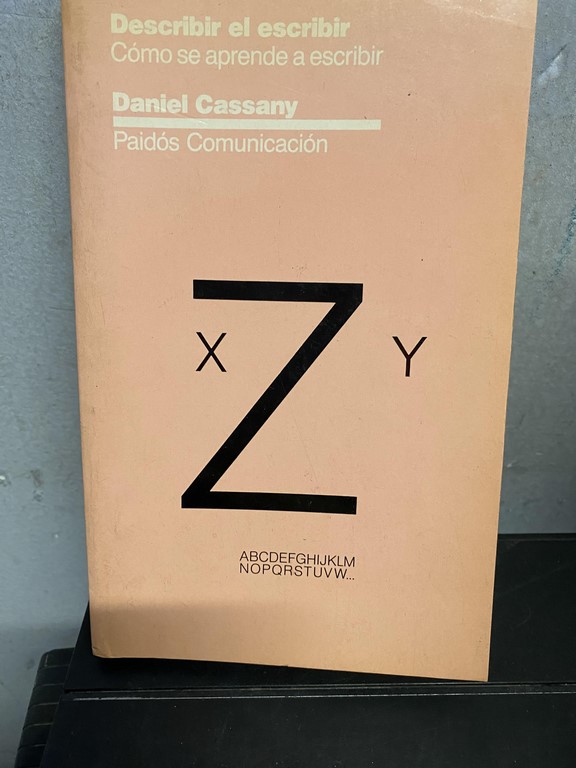 Describir el escribir
Cómo se aprende a escribir
Daniel Cassany
Paidós Comunicación
Z
X
Y
ABCDEFGHIJKLM
NOPQRSTUVW...